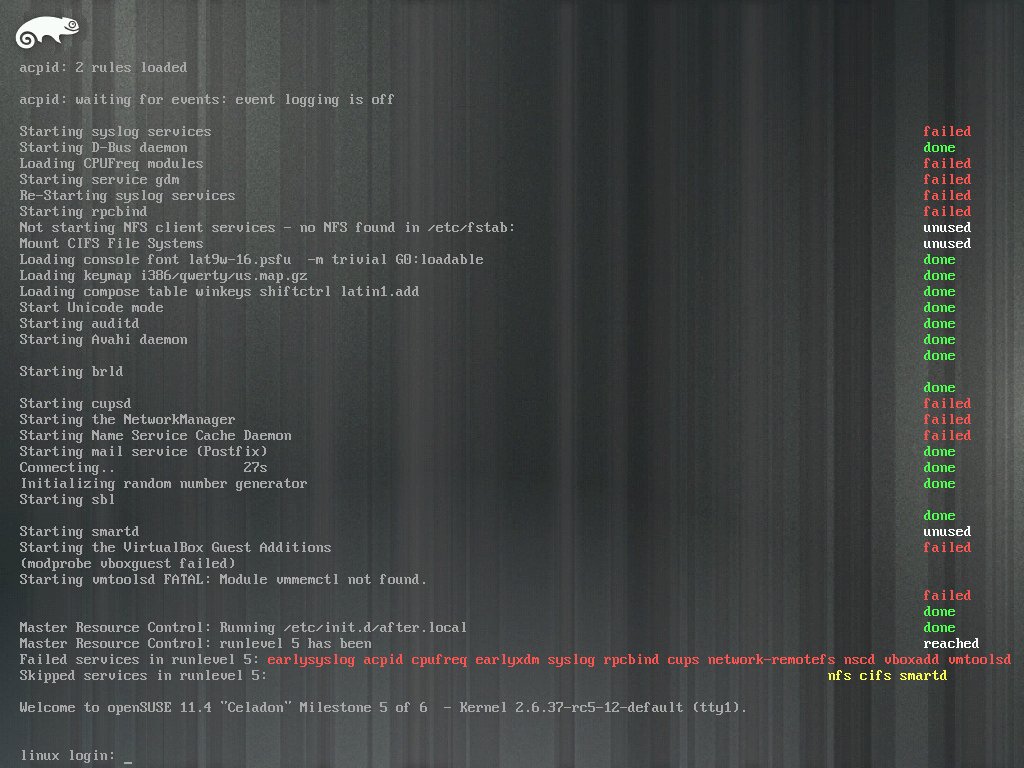 acpid: 2 rules loaded
acpid: waiting for events: event logging is off
Starting syslog services failed
Starting D-Bus daemon done
Loading CPUFreq modules failed
Starting service gdm failed
Re-Starting syslog services failed
Starting rpcbind failed
Not starting NFS client services - no NFS found in /etc/fstab: unused
Mount CIFS File Systems unused
Loading console font lat9w-16.psfu  -m trivial G0:loadable done
Loading keymap i386/qwerty/us.map.gz done
Loading compose table winkeys shiftctrl latin1.add done
Start Unicode mode done
Starting auditd done
Starting Avahi daemon done
done
Starting brld
done
Starting cupsd failed
Starting the NetworkManager failed
Starting Name Service Cache Daemon failed
Starting mail service (Postfix) done
Connecting.. 27s done
Initializing random number generator done
Starting sbl
done
Starting smartd unused
Starting the VirtualBox Guest Additions failed
(modprobe vboxguest failed)
Starting vmtoolsd FATAL: Module vmmemctl not found.
failed
done
Master Resource Control: Running /etc/init.d/after.local done
Master Resource Control: runlevel 5 has been reached
Failed services in runlevel 5: earlysyslog acpid cpufreq earlyxdm syslog rpcbind cups network-remotefs nscd vboxadd vmtoolsd
Skipped services in runlevel 5: nfs cifs smartd
Welcome to openSUSE 11.4 "Celadon" Milestone 5 of 6  - Kernel 2.6.37-rc5-12-default (tty1).
linux login: _